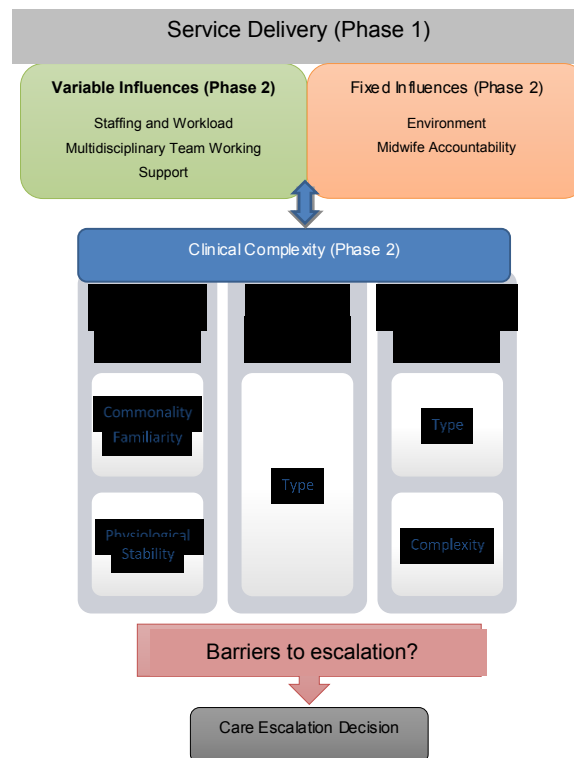 Service Delivery (Phase 1)
Variable Influences (Phase 2)
Staffing and Workload
Multidisciplinary Team Working
Support
Fixed Influences (Phase 2)
Environment
Midwife Accountability
Clinical Complexity (Phase 2)
Commonality
Familiarity
Physiological
Stability
Type
Type
Complexity
Barriers to escalation?
Care Escalation Decision